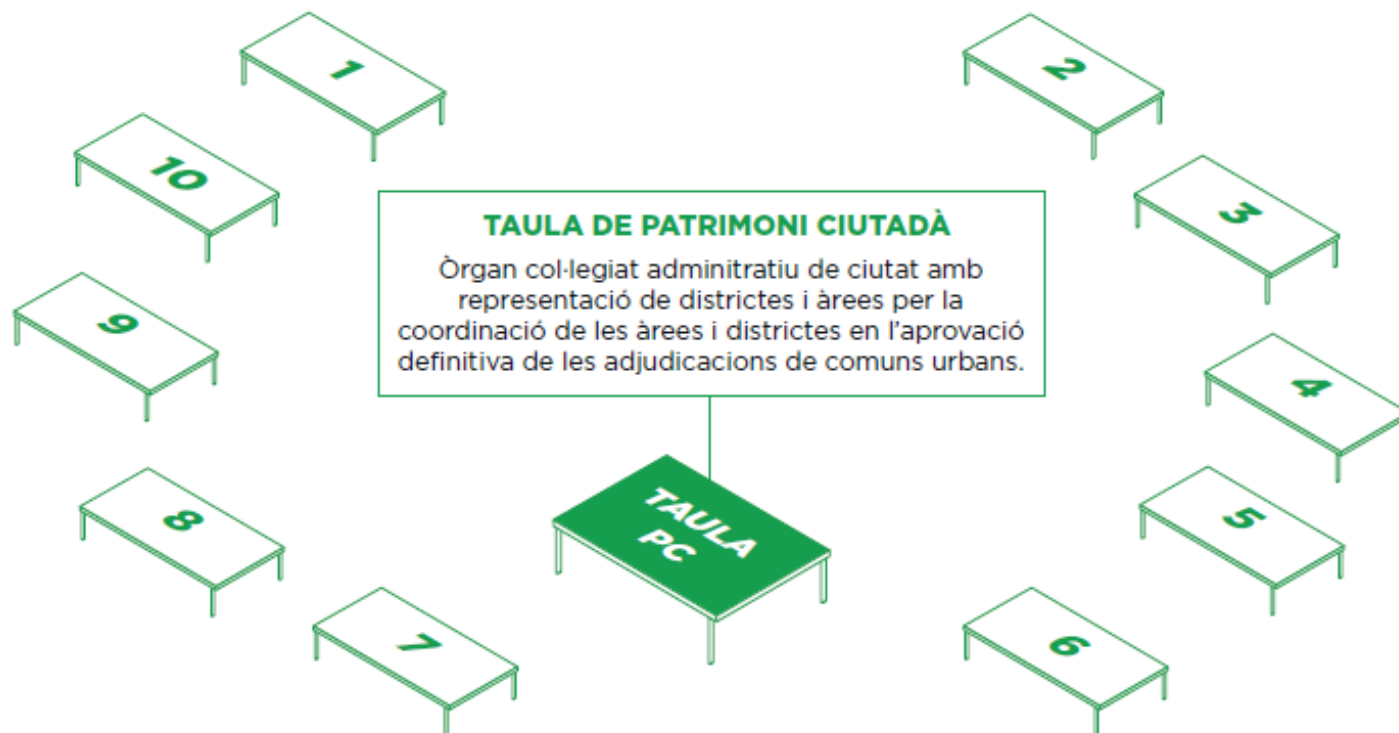 1
2
10
3
TAULA DE PATRIMONI CIUTADÀ
Òrgan col·legiat adminitratiu de ciutat amb
representació de districtes i àrees per la
coordinació de les àrees i districtes en l'aprovació
definitiva de les adjudicacions de comuns urbans.
9
4
8
TAULA
PC
5
7
6